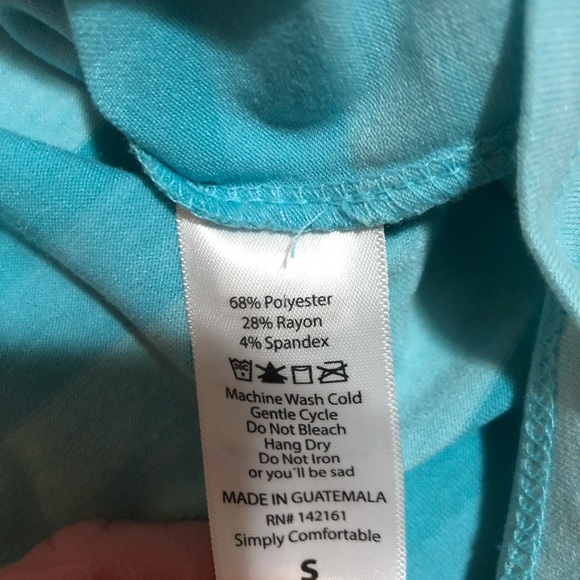 68% Polyester
28% Rayon
4% Spandex
30C
Machine Wash Cold
Gentle Cycle
Do Not Bleach
Hang Dry
Do Not Iron
or you'll be sad
MADE IN GUATEMALA
RN# 142161
Simply Comfortable
S